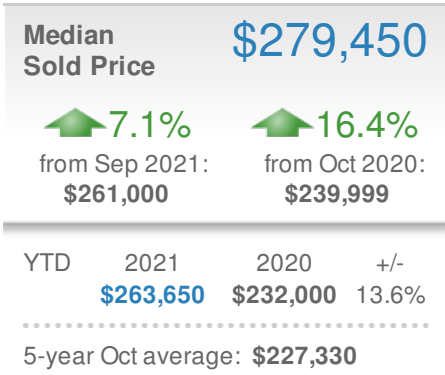 Median
Sold Price
$279,450
7.1% 16.4%
from Sep 2021: from Oct 2020:
$261,000 $239,999
YTD 2021 2020 +/-
$263,650 $232,000 13.6%
5-year Oct average: $227,330